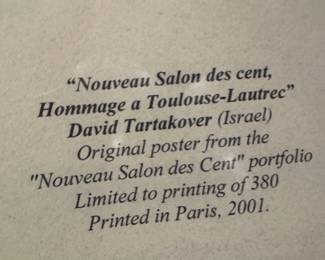 “Nouveau Salon des cent,
Hommage a Toulouse-Lautrec”
David Tartakover (Israel)
Original poster from the
"Nouveau Salon des Cent" portfolio
Limited to printing of 380
Printed in Paris, 2001.